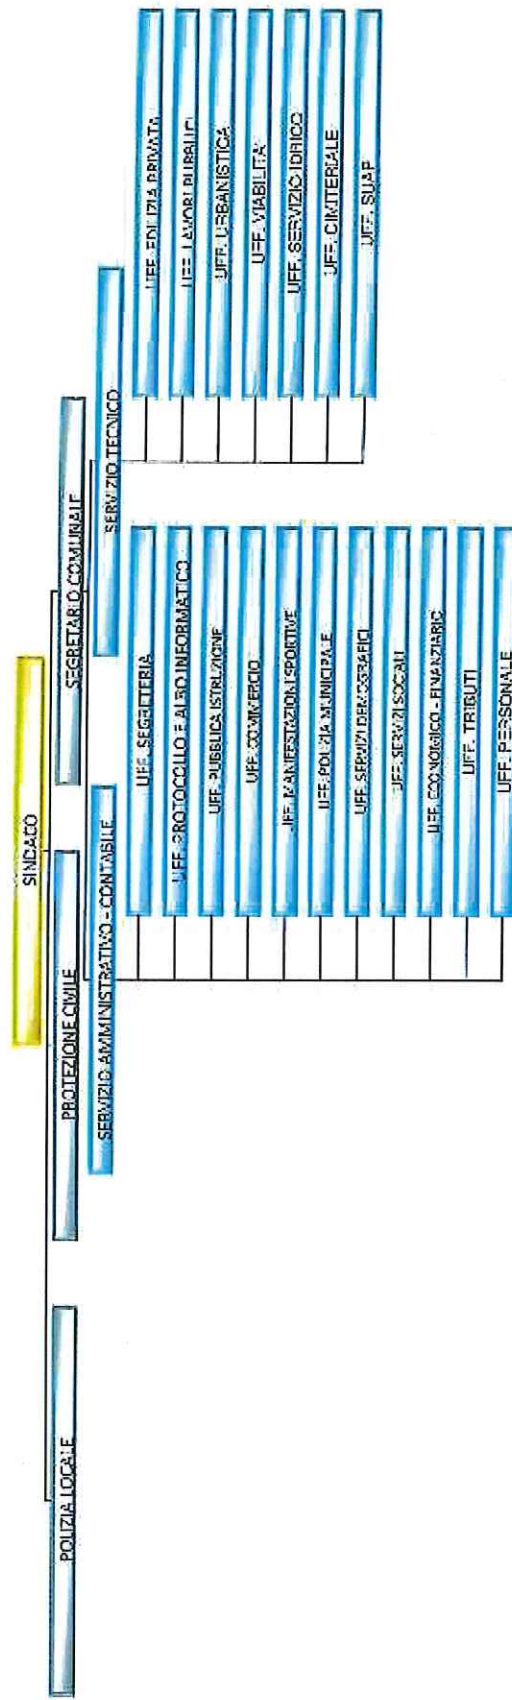 SINDACO
POLIZIA LOCALE
PROTEZIONE CIVILE
SEGRETARIO COMUNALE
SERVIZIO AMMINISTRATIVO - CONTABILE
SERVIZIO TECNICO
UFF. SEGRETERIA
UFF. PROTOCOLLO E ALBO INFORMATICO
UFF. PUBBLICA ISTRUZIONE
UFF. COMMERCIO
UFF. MANIFESTAZIONI SPORTIVE
UFF. POLIZIA MUNICIPALE
UFF. SERVIZI DEMOGRAFICI
UFF. SERVIZI SOCIALI
UFF. ECONOMICO - FINANZIARIO
UFF. TRIBUTI
UFF. PERSONALE
UFF. EDILIZIA PRIVATA
UFF. LAVORI PUBBLICI
UFF. URBANISTICA
UFF. VIABILITA'
UFF. SERVIZIO IDRICO
UFF. CIMITERIALE
UFF. SUAP